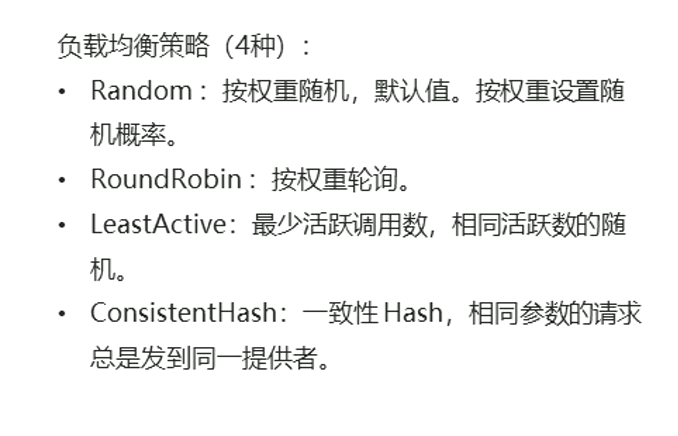 负载均衡策略（4种）：
• Random：按权重随机，默认值。按权重设置随
机概率。
• RoundRobin：按权重轮询。
• LeastActive：最少活跃调用数，相同活跃数的随
机。
• ConsistentHash：一致性 Hash，相同参数的请求
总是发到同一提供者。